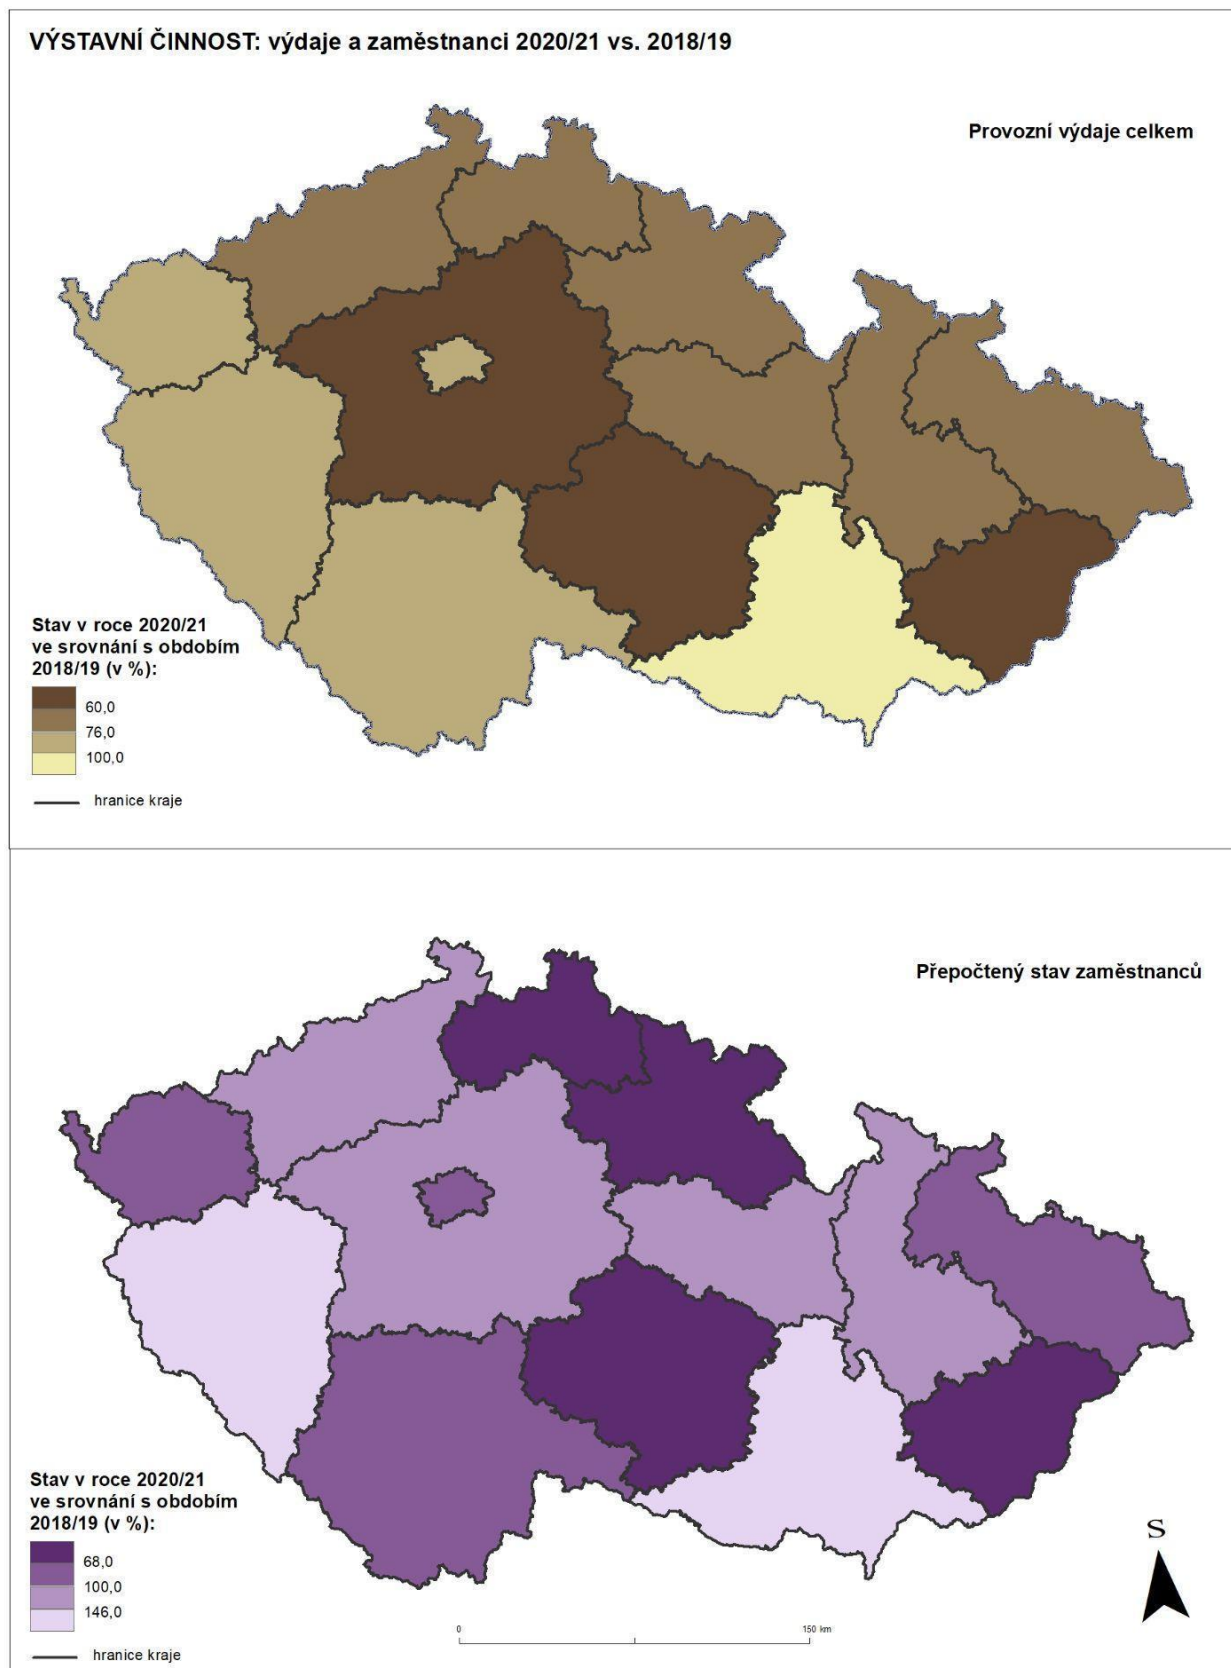 VÝSTAVNÍ ČINNOST: výdaje a zaměstnanci 2020/21 vs. 2018/19
Provozní výdaje celkem
Stav v roce 2020/21
ve srovnání s obdobím
2018/19 (v %):
60,0
76,0
100,0
hranice kraje
Přepočtený stav zaměstnanců
Stav v roce 2020/21
ve srovnání s obdobím
2018/19 (v %):
68,0
100,0
146,0
hranice kraje
0 150 km
S